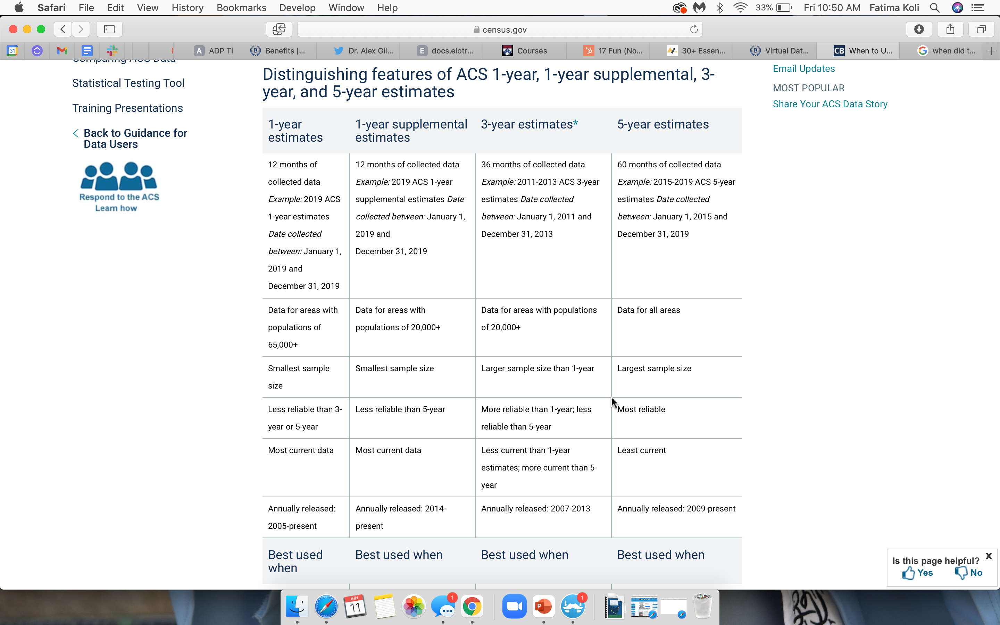 Safari File Edit View History Bookmarks Develop Window Help 33% Fri 10:50 AM Fatima Koli
census.gov
31 A ADP Ti B Benefits |... Dr. Alex Gil... E docs.elotr... Courses 17 Fun (No... 30+ Essen... B Virtual Dat... CB When to U... when did t... +
Comparing ACS Data
Statistical Testing Tool
Training Presentations
Back to Guidance for
Data Users
Respond to the ACS
Learn how
Distinguishing features of ACS 1-year, 1-year supplemental, 3-
year, and 5-year estimates
1-year
estimates
1-year supplemental
estimates
3-year estimates*
5-year estimates
12 months of
collected data
Example: 2019 ACS
1-year estimates
Date collected
between: January 1,
2019 and
December 31, 2019
12 months of collected data
Example: 2019 ACS 1-year
supplemental estimates Date
collected between: January 1,
2019 and
December 31, 2019
36 months of collected data
Example: 2011-2013 ACS 3-year
estimates Date collected
between: January 1, 2011 and
December 31, 2013
60 months of collected data
Example: 2015-2019 ACS 5-year
estimates Date collected
between: January 1, 2015 and
December 31, 2019
Data for areas with
populations of
65,000+
Data for areas with
populations of 20,000+
Data for areas with populations
of 20,000+
Data for all areas
Smallest sample
size
Smallest sample size
Larger sample size than 1-year
Largest sample size
Less reliable than 3-
year or 5-year
Less reliable than 5-year
More reliable than 1-year; less
reliable than 5-year
Most reliable
Most current data
Most current data
Less current than 1-year
estimates; more current than 5-
year
Least current
Annually released:
2005-present
Annually released: 2014-
present
Annually released: 2007-2013
Annually released: 2009-present
Best used
when
Best used when
Best used when
Best used when
Email Updates
MOST POPULAR
Share Your ACS Data Story
Is this page helpful? X
Yes No
JUN
11
1
P
1